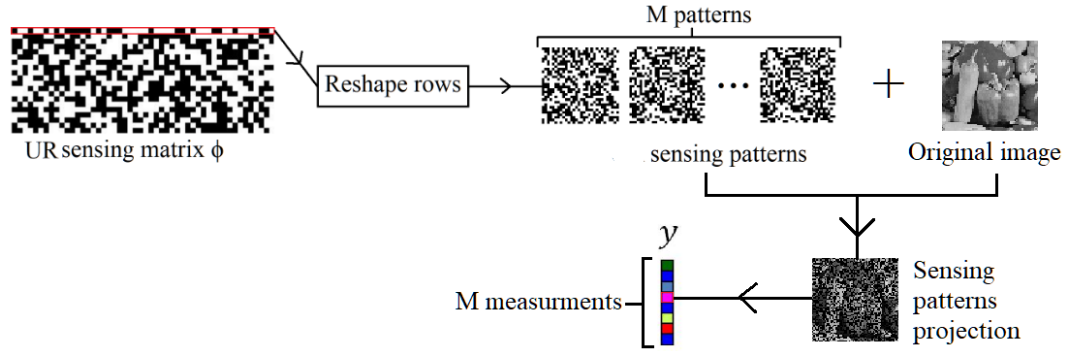 M patterns
Reshape rows
...
+
UR sensing matrix ϕ
sensing patterns
Original image
y
M measurments
Sensing
patterns
projection